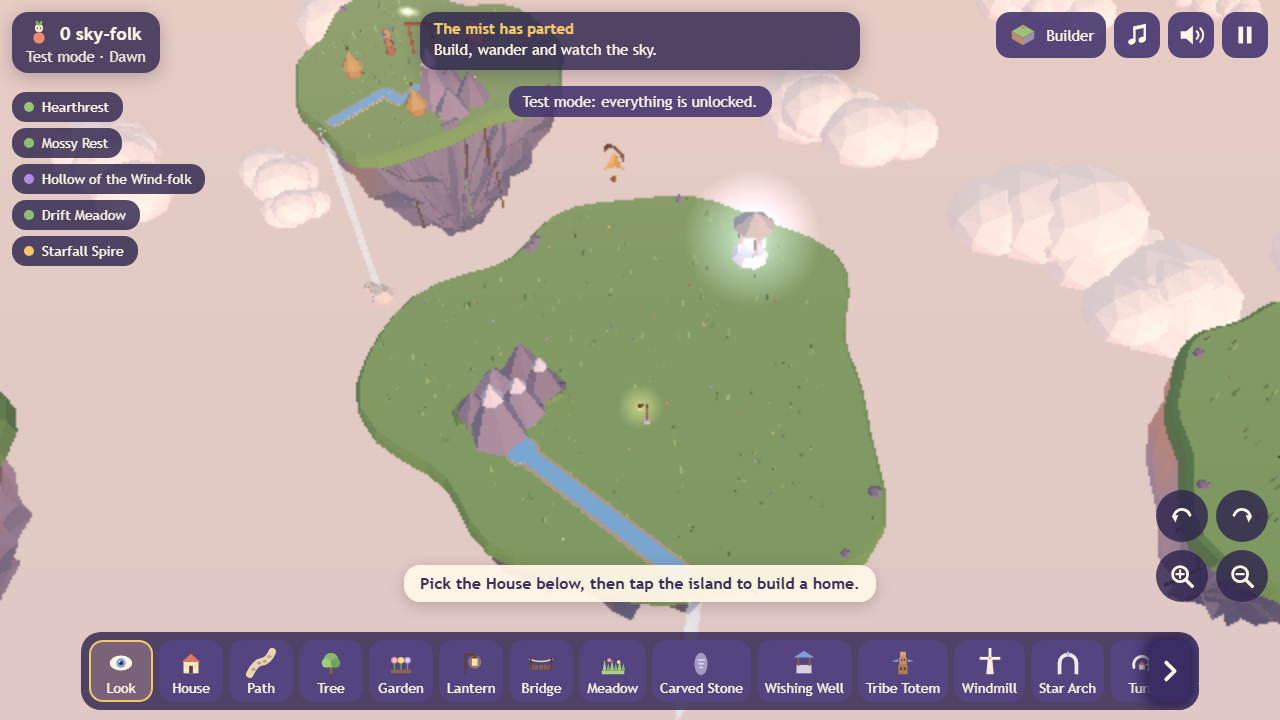 0 sky-folk
Test mode · Dawn
The mist has parted
Build, wander and watch the sky.
Builder
Test mode: everything is unlocked.
Hearthrest
Mossy Rest
Hollow of the Wind-folk
Drift Meadow
Starfall Spire
Pick the House below, then tap the island to build a home.
Look
House
Path
Tree
Garden
Lantern
Bridge
Meadow
Carved Stone
Wishing Well
Tribe Totem
Windmill
Star Arch